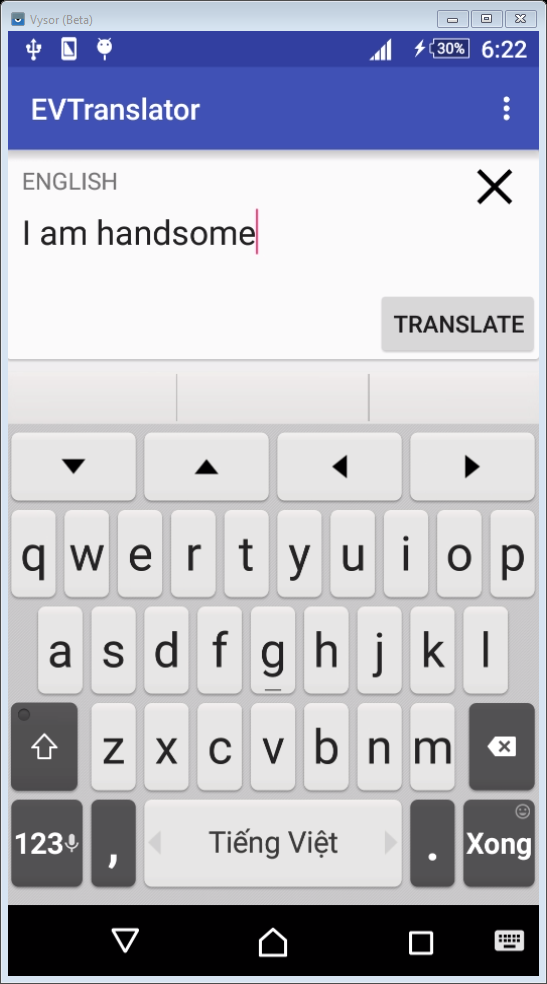 Vysor (Beta)
30% 6:22
EVTranslator
ENGLISH
I am handsome
TRANSLATE
q w e r t y u i o p
a s d f g h j k l
z x c v b n m
123 , Tiếng Việt . Xong